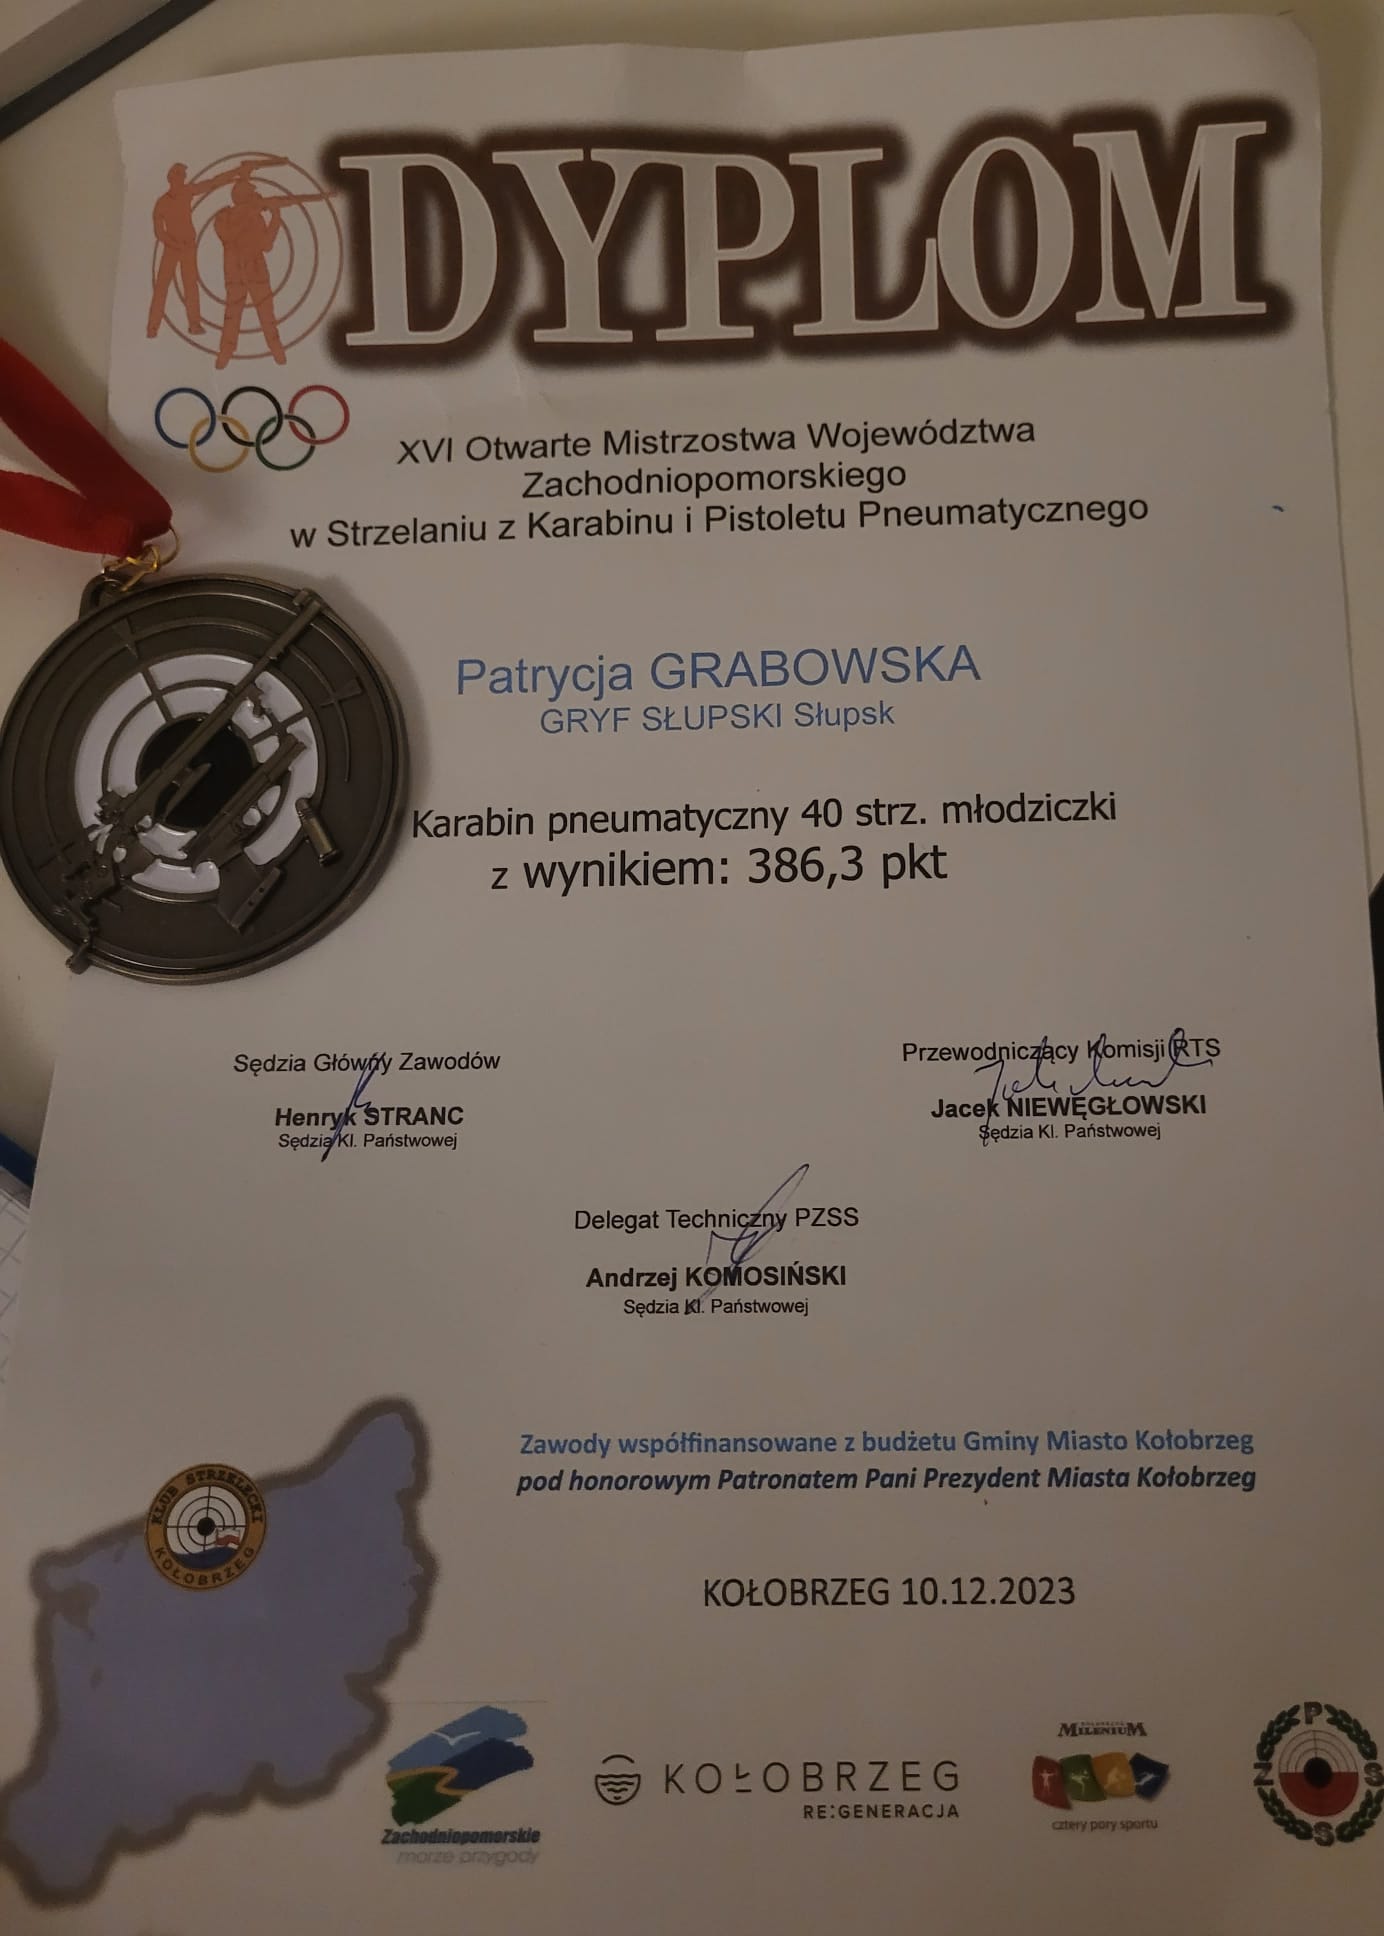 DYPLOM
XVI Otwarte Mistrzostwa Województwa
Zachodniopomorskiego
w Strzelaniu z Karabinu i Pistoletu Pneumatycznego
Patrycja GRABOWSKA
GRYF SŁUPSKI Słupsk
Karabin pneumatyczny 40 strz. młodziczki
z wynikiem: 386,3 pkt
Sędzia Główny Zawodów
Henryk STRANC
Sędzia Kl. Państwowej
Przewodniczący Komisji RTS
Jacek NIEWĘGŁOWSKI
Sędzia Kl. Państwowej
Delegat Techniczny PZSS
Andrzej KOMOSIŃSKI
Sędzia Kl. Państwowej
Zawody współfinansowane z budżetu Gminy Miasto Kołobrzeg
pod honorowym Patronatem Pani Prezydent Miasta Kołobrzeg
KLUB STRZELECKI
KOŁOBRZEG
KOŁOBRZEG 10.12.2023
Zachodniopomorskie
morze przygody
KOŁOBRZEG
RE:GENERACJA
MILENIUM
cztery pory sportu
P
Z S
S